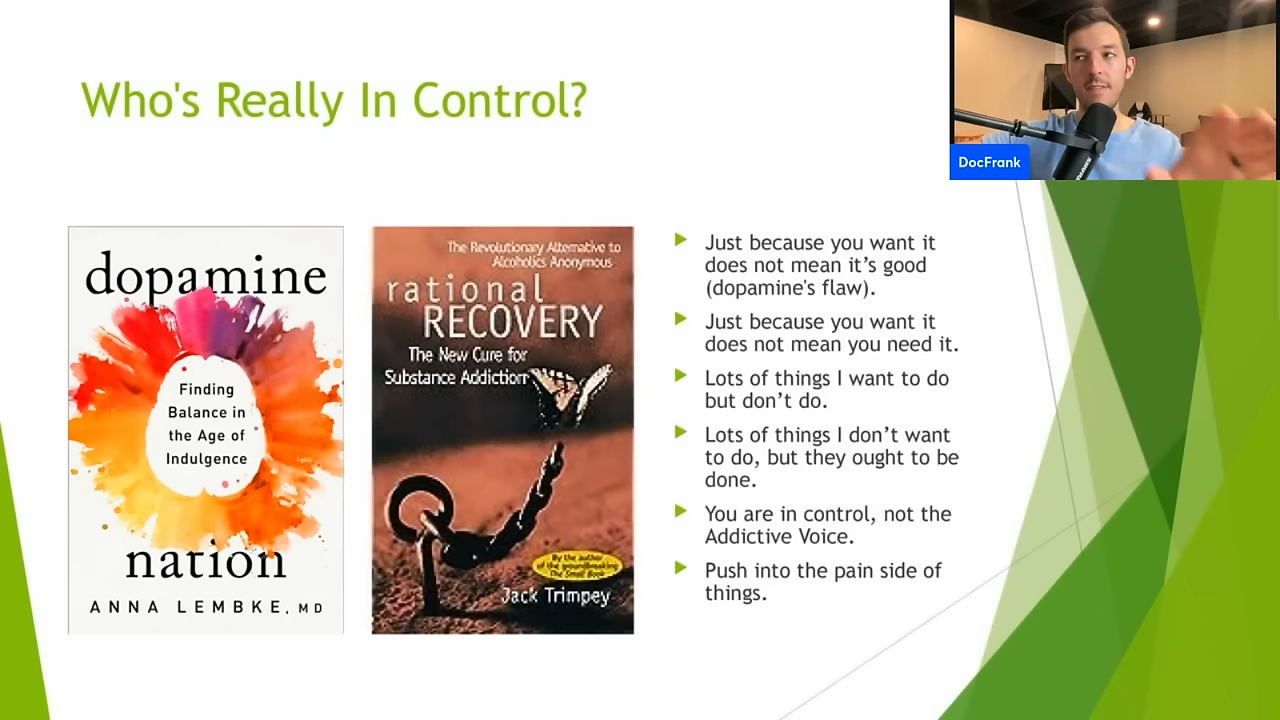 Who's Really In Control?
DocFrank
dopamine
Finding
Balance in
the Age of
Indulgence
nation
ANNA LEMBKE, MD
The Revolutionary Alternative to
Alcoholics Anonymous
rational
RECOVERY
The New Cure for
Substance Addiction
By the author
of the groundbreaking
The Small Book
Jack Trimpey
Just because you want it
does not mean it’s good
(dopamine's flaw).
Just because you want it
does not mean you need it.
Lots of things I want to do
but don’t do.
Lots of things I don’t want
to do, but they ought to be
done.
You are in control, not the
Addictive Voice.
Push into the pain side of
things.